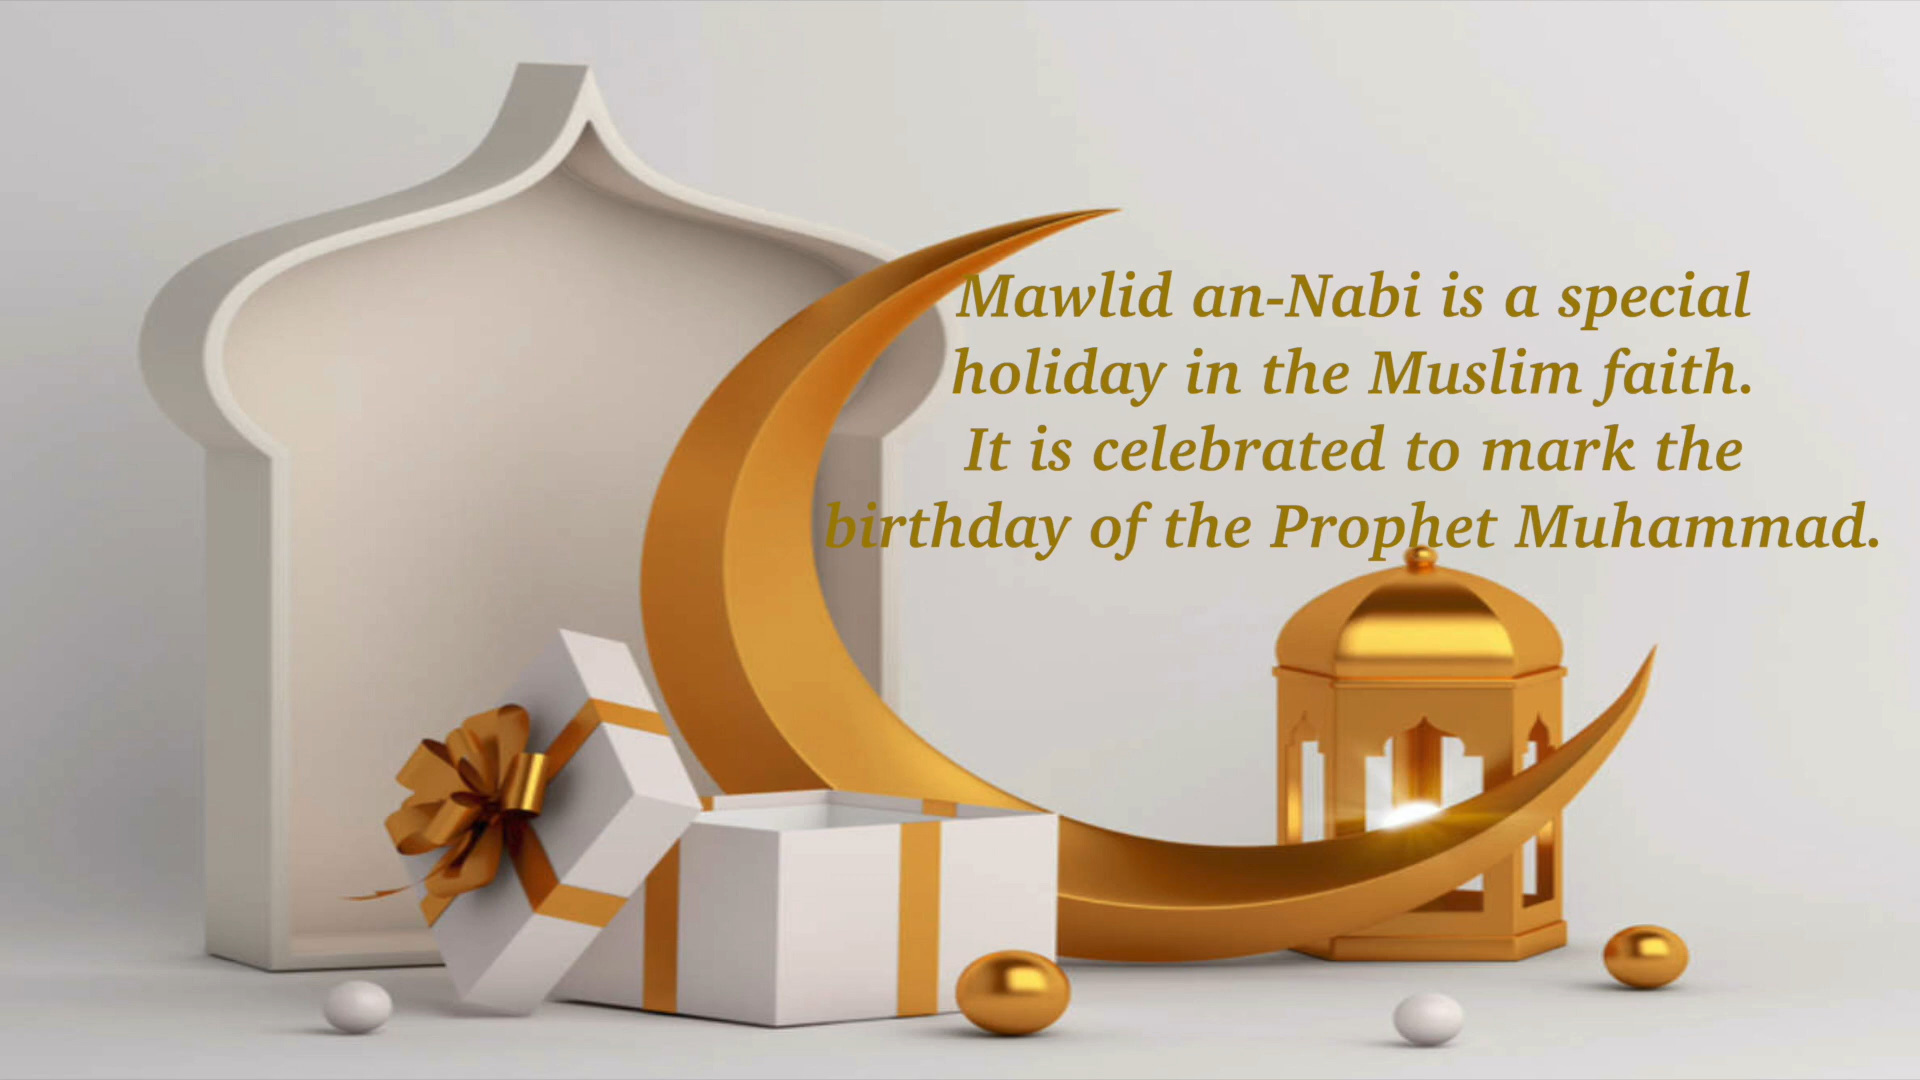 Mawlid an-Nabi is a special
holiday in the Muslim faith.
It is celebrated to mark the
birthday of the Prophet Muhammad.